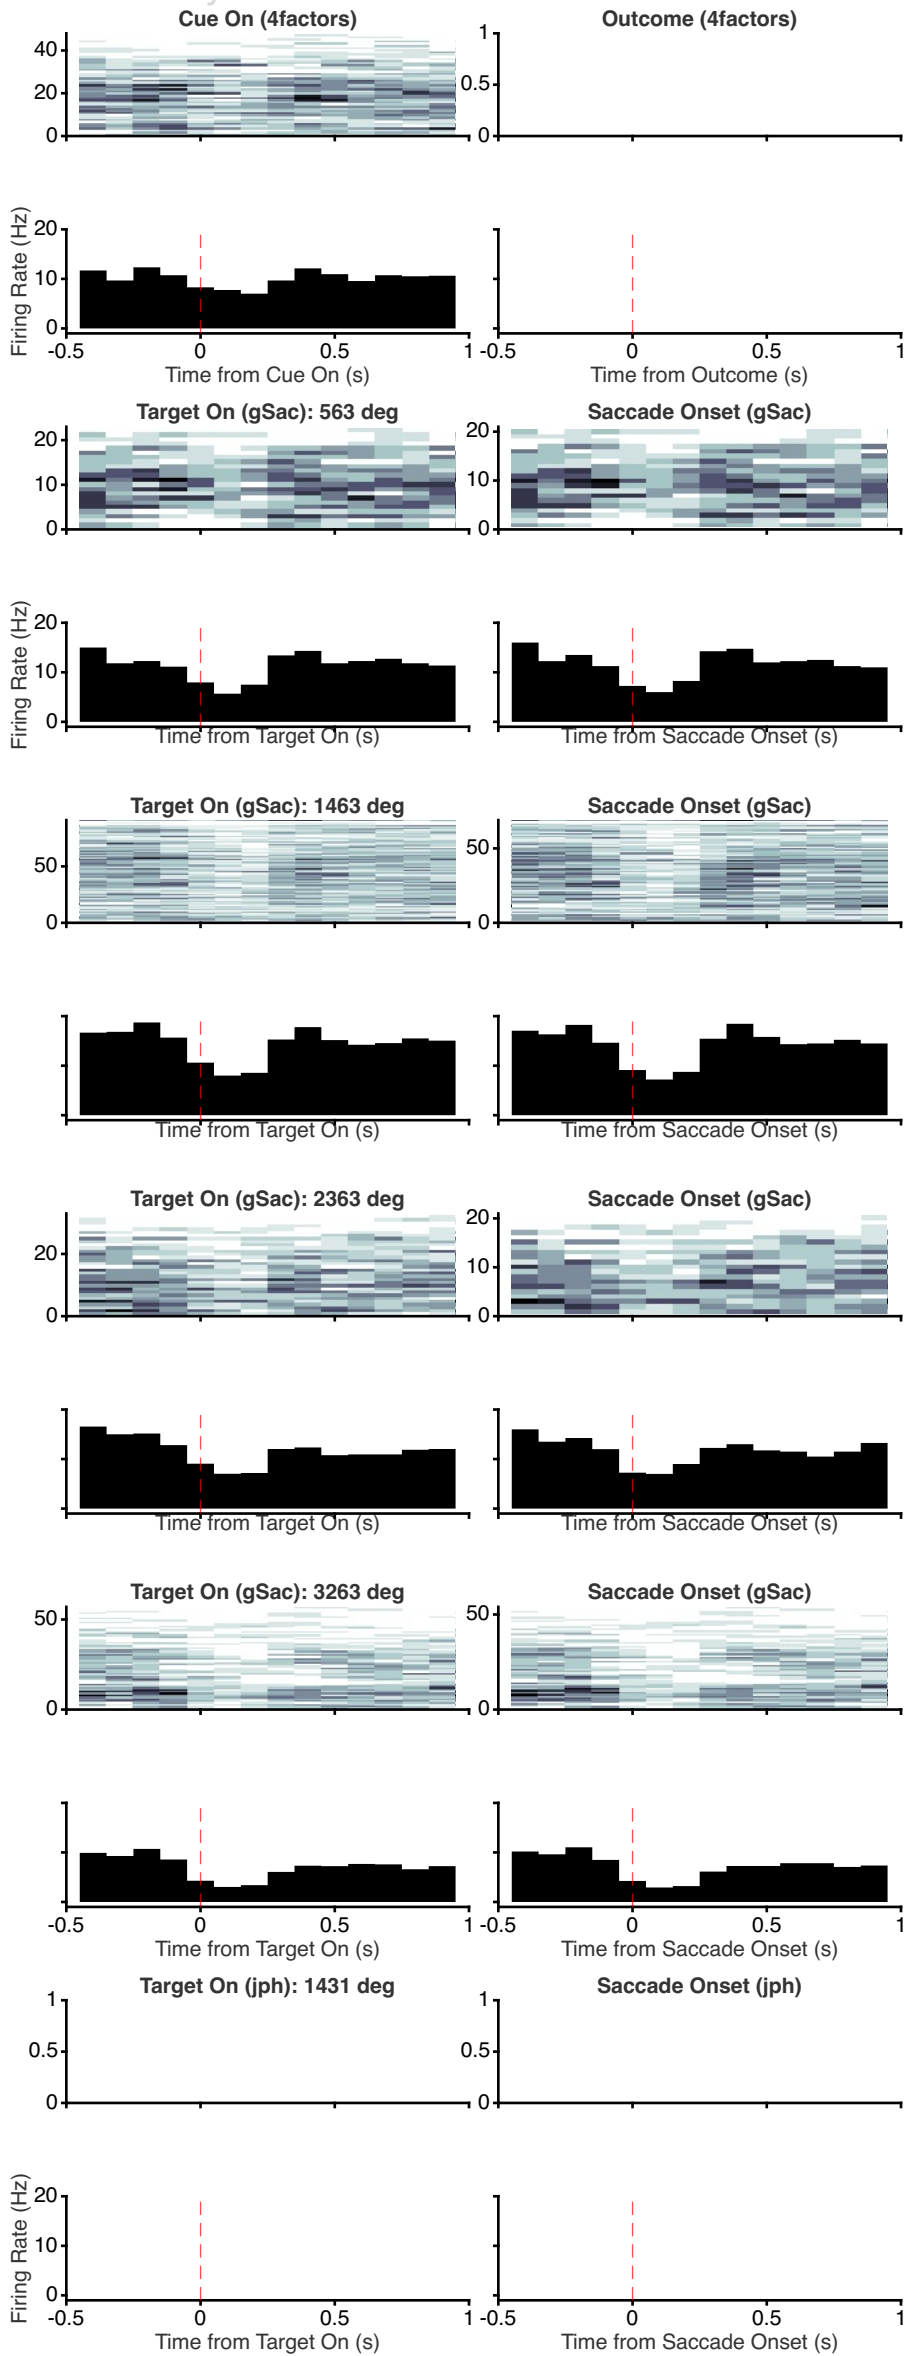 Cue On (4factors) Outcome (4factors)
40
20
0
1
0.5
0
Firing Rate (Hz)
20
10
0
-0.5 0 0.5 1 -0.5 0 0.5 1
Time from Cue On (s) Time from Outcome (s)
Target On (gSac): 563 deg Saccade Onset (gSac)
20
10
0
20
10
0
Firing Rate (Hz)
20
10
0
Time from Target On (s) Time from Saccade Onset (s)
Target On (gSac): 1463 deg Saccade Onset (gSac)
50
0
50
0
Time from Target On (s) Time from Saccade Onset (s)
Target On (gSac): 2363 deg Saccade Onset (gSac)
20
0
20
10
0
Time from Target On (s) Time from Saccade Onset (s)
Target On (gSac): 3263 deg Saccade Onset (gSac)
50
0
50
0
-0.5 0 0.5 1 -0.5 0 0.5 1
Time from Target On (s) Time from Saccade Onset (s)
Target On (jph): 1431 deg Saccade Onset (jph)
1
0.5
0
1
0.5
0
Firing Rate (Hz)
20
10
0
-0.5 0 0.5 1 -0.5 0 0.5 1
Time from Target On (s) Time from Saccade Onset (s)